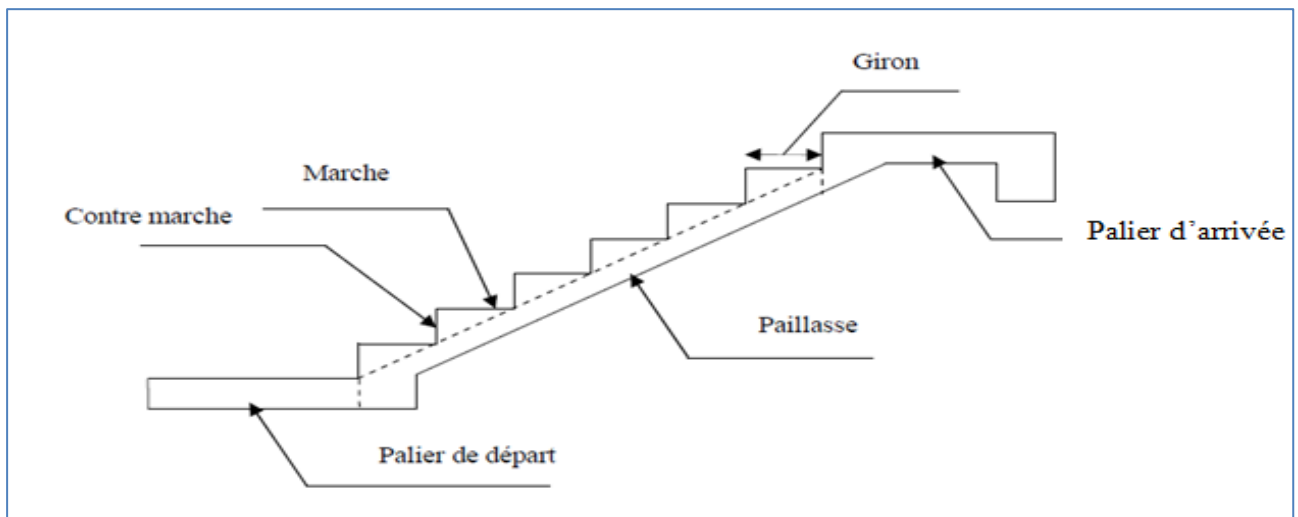 Giron
Marche
Contre marche
Palier d'arrivée
Paillasse
Palier de départ